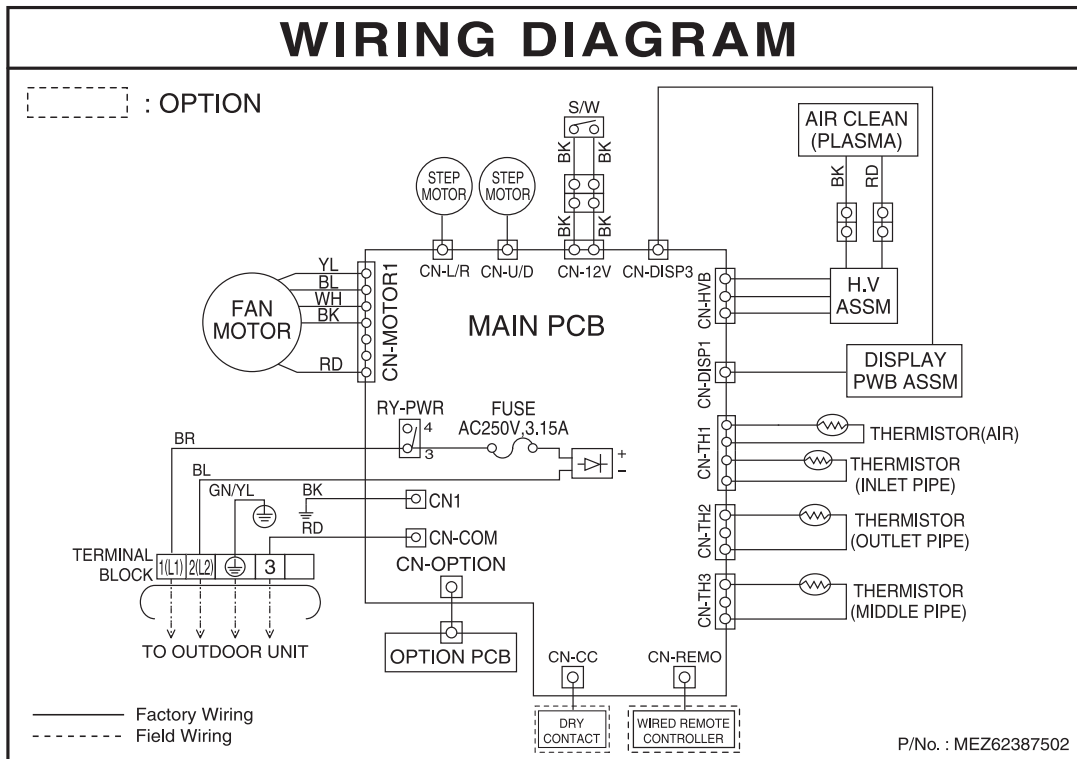 WIRING DIAGRAM
: OPTION
S/W
BK
BK
BK
BK
STEP
MOTOR
STEP
MOTOR
AIR CLEAN
(PLASMA)
BK
RD
CN-L/R
CN-U/D
CN-12V
CN-DISP3
YL
BL
WH
BK
RD
FAN
MOTOR
CN-MOTOR1
MAIN PCB
CN-HVB
H.V
ASSM
CN-DISP1
DISPLAY
PWB ASSM
RY-PWR
4
3
FUSE
AC250V,3.15A
+
-
BR
BL
GN/YL
BK
CN1
RD
CN-COM
CN-TH1
THERMISTOR(AIR)
THERMISTOR
(INLET PIPE)
CN-TH2
THERMISTOR
(OUTLET PIPE)
CN-TH3
THERMISTOR
(MIDDLE PIPE)
TERMINAL
BLOCK
1(L1)
2(L2)
3
TO OUTDOOR UNIT
CN-OPTION
OPTION PCB
CN-CC
CN-REMO
DRY
CONTACT
WIRED REMOTE
CONTROLLER
Factory Wiring
Field Wiring
P/No. : MEZ62387502